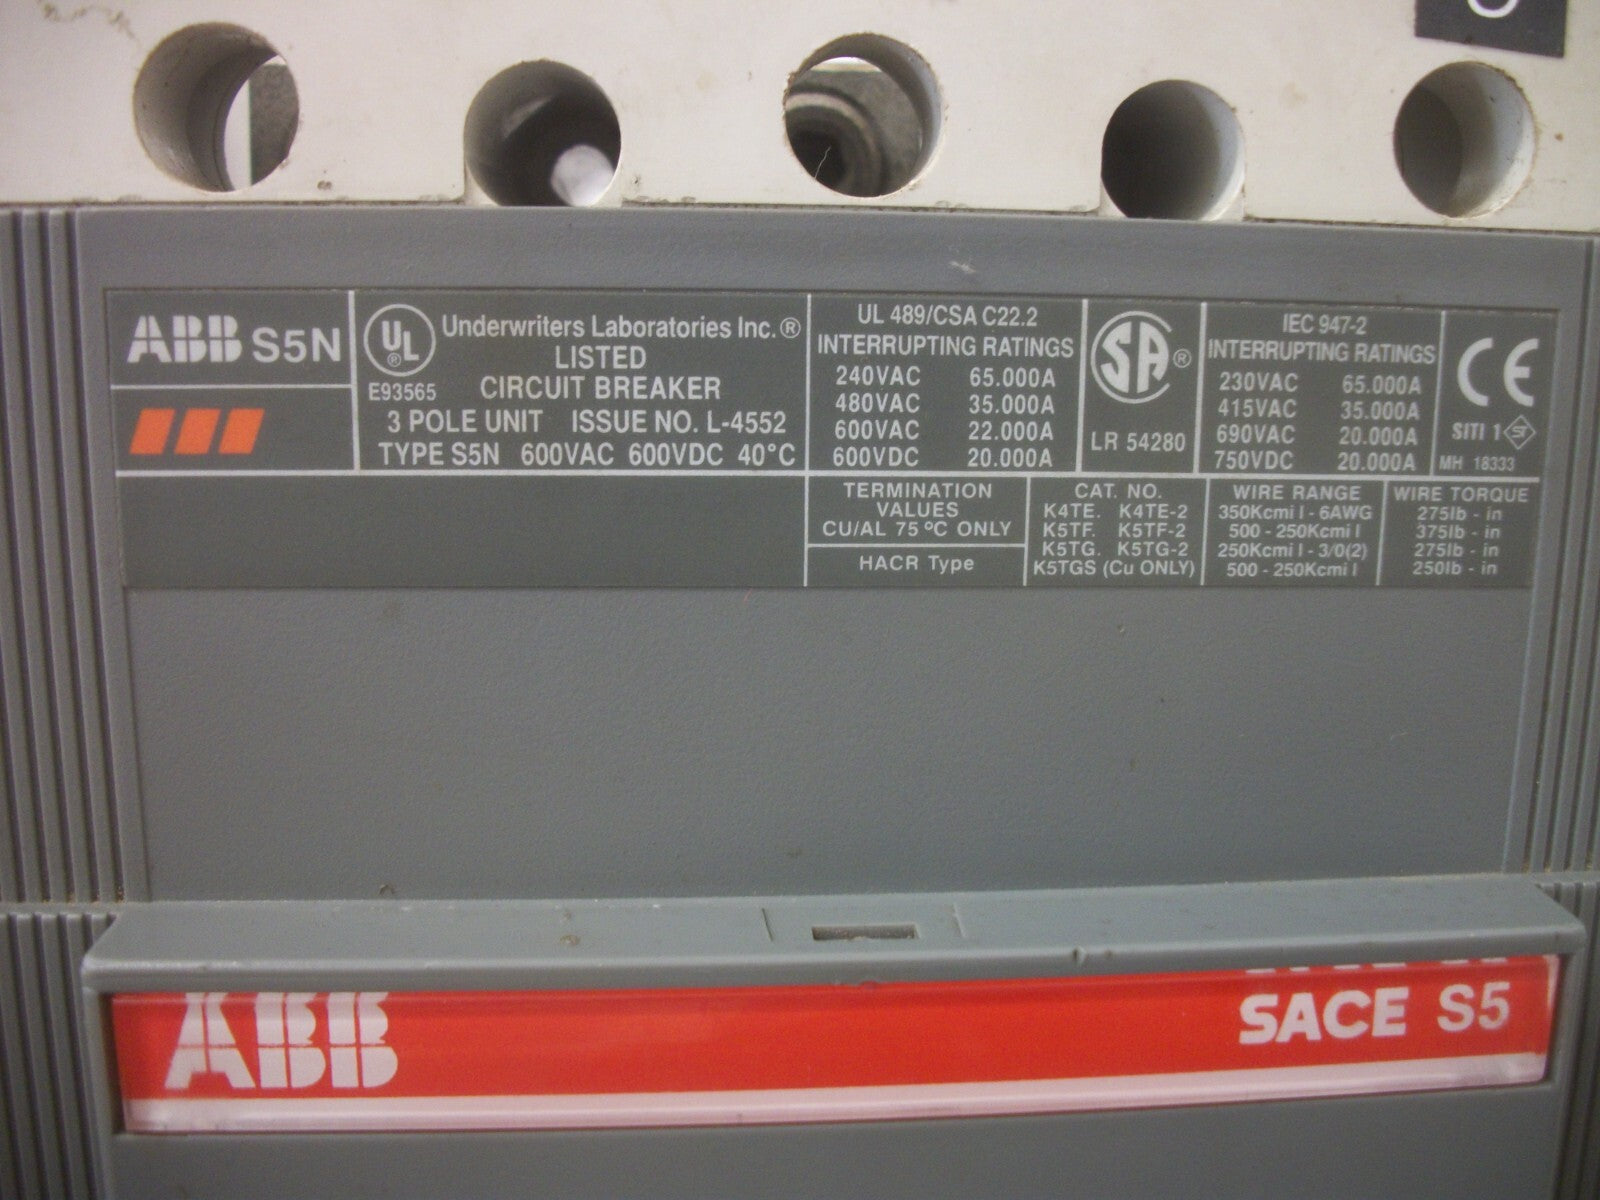 ABB S5N
UL ®
E93565
Underwriters Laboratories Inc.®
LISTED
CIRCUIT BREAKER
3 POLE UNIT ISSUE NO. L-4552
TYPE S5N 600VAC 600VDC 40°C
UL 489/CSA C22.2
INTERRUPTING RATINGS
240VAC 65.000A
480VAC 35.000A
600VAC 22.000A
600VDC 20.000A
SA ®
LR 54280
IEC 947-2
INTERRUPTING RATINGS
230VAC 65.000A
415VAC 35.000A
690VAC 20.000A
750VDC 20.000A
CE
SITI 1
MH 18333
TERMINATION
VALUES
CU/AL 75 °C ONLY
HACR Type
CAT. NO.
K4TE. K4TE-2
K5TF. K5TF-2
K5TG. K5TG-2
K5TGS (Cu ONLY)
WIRE RANGE
350Kcmil - 6AWG
500 - 250Kcmil
250Kcmil - 3/0(2)
500 - 250Kcmil
WIRE TORQUE
275lb - in
375lb - in
275lb - in
250lb - in
ABB
SACE S5